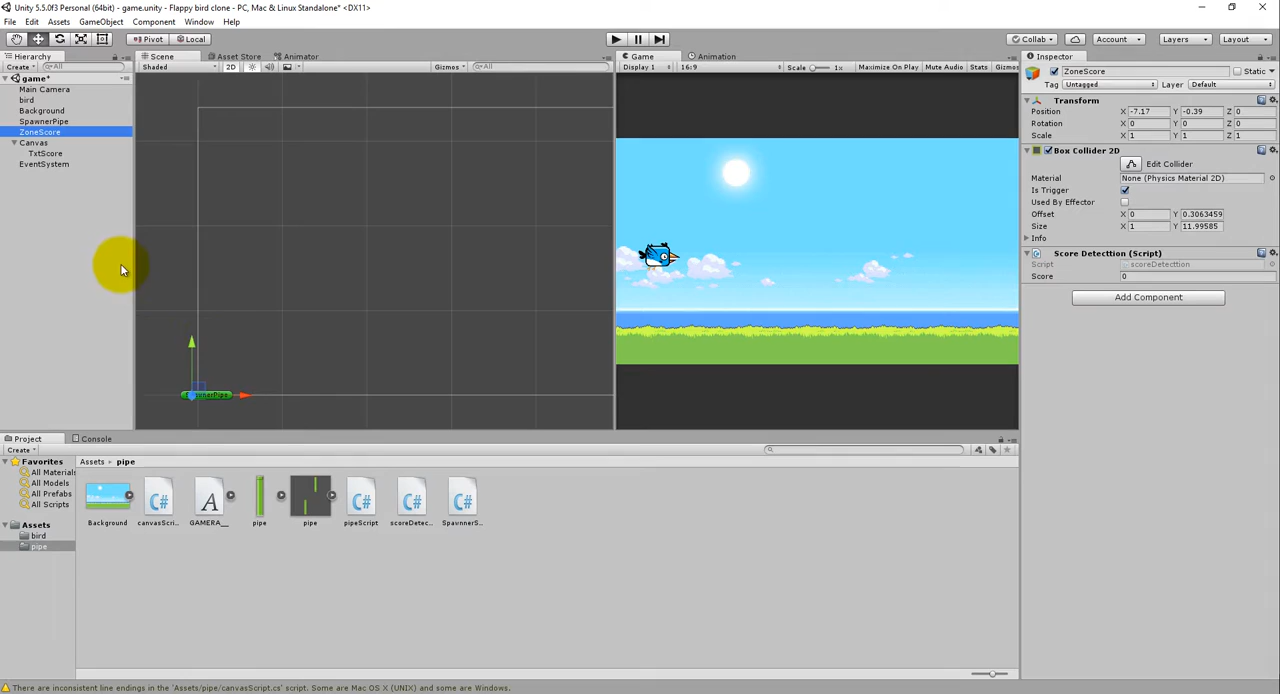 Unity 5.5.0f3 Personal (64bit) - game.unity - Flappy bird clone - PC, Mac & Linux Standalone* <DX11>
File Edit Assets GameObject Component Window Help
Pivot Local Collab Account Layers Layout
Hierarchy Scene Asset Store Animator Game Animation Inspector
Create All Shaded 2D Gizmos All Display 1 16:9 Scale 1x Maximize On Play Mute Audio Stats Gizmos
ZoneScore Static
game*
Main Camera
bird
Background
SpawnerPipe
ZoneScore
Canvas
TxtScore
EventSystem
Tag Untagged Layer Default
Transform
Position X -7.17 Y -0.39 Z 0
Rotation X 0 Y 0 Z 0
Scale X 1 Y 1 Z 1
Box Collider 2D
Edit Collider
Material None (Physics Material 2D)
Is Trigger
Used By Effector
Offset X 0 Y 0.3063459
Size X 1 Y 11.99585
Info
Score Detecttion (Script)
Script scoreDetecttion
Score 0
Add Component
Project Console
Create
Favorites
All Materials
All Models
All Prefabs
All Scripts
Assets
bird
pipe
Assets pipe
C# A C# C# C#
Background canvasScri... GAMERA__ pipe pipe pipeScript scoreDetec... SpawnerS...
There are inconsistent line endings in the 'Assets/pipe/canvasScript.cs' script. Some are Mac OS X (UNIX) and some are Windows.